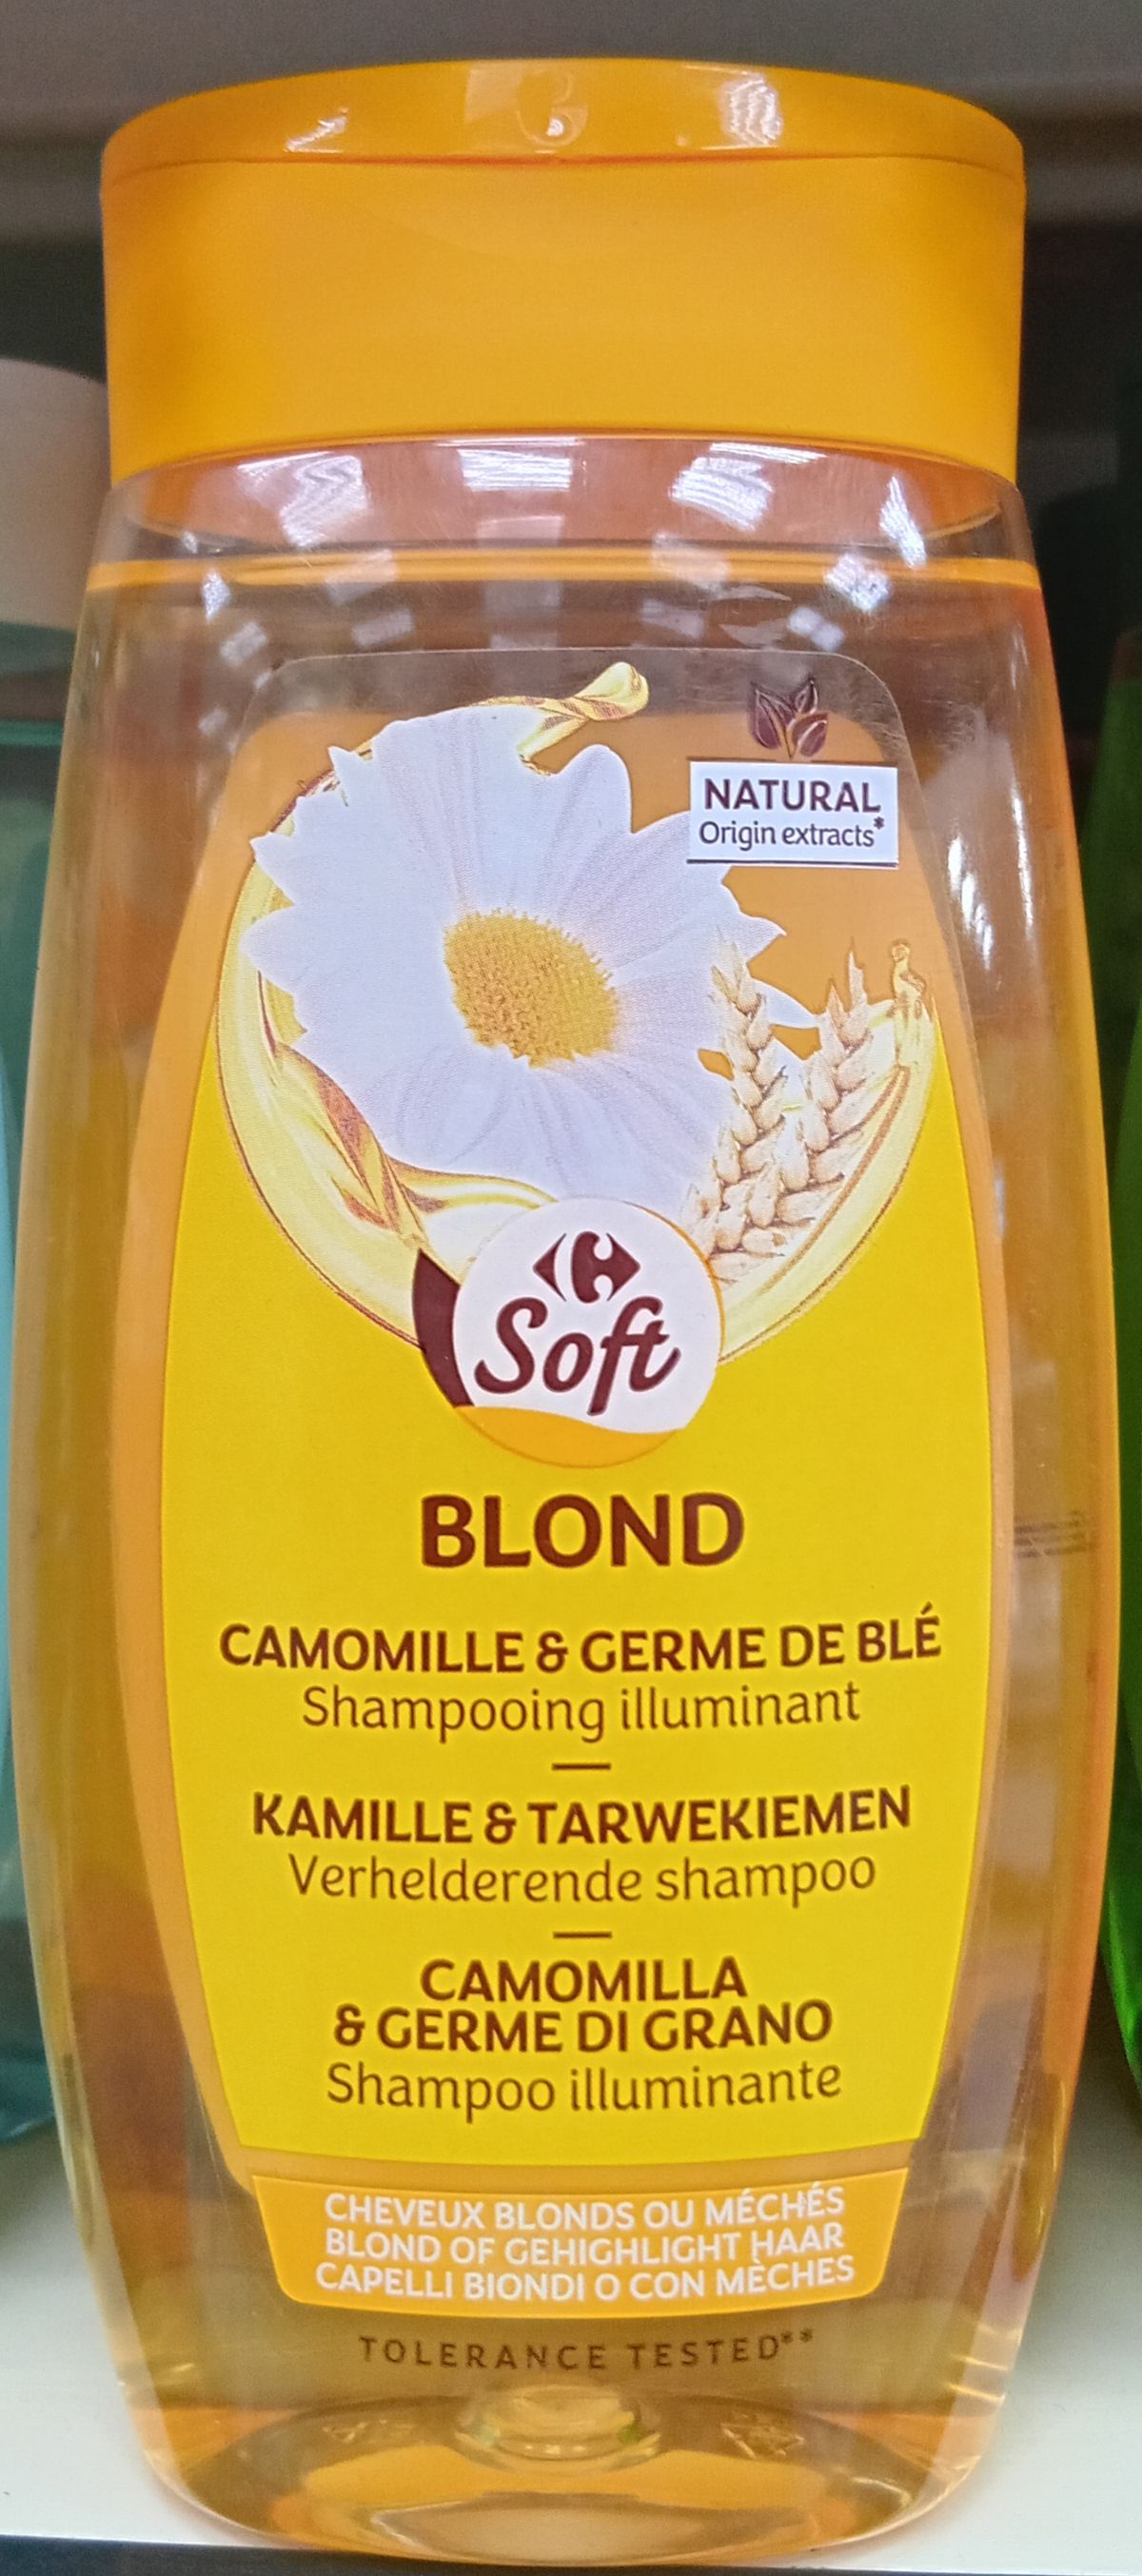 NATURAL
Origin extracts*
Soft
BLOND
CAMOMILLE & GERME DE BLÉ
Shampooing illuminant
KAMILLE & TARWEKIEMEN
Verhelderende shampoo
CAMOMILLA
& GERME DI GRANO
Shampoo illuminante
CHEVEUX BLONDS OU MÉCHÉS
BLOND OF GEHIGHLIGHT HAAR
CAPELLI BIONDI O CON MÈCHES
TOLERANCE TESTED**